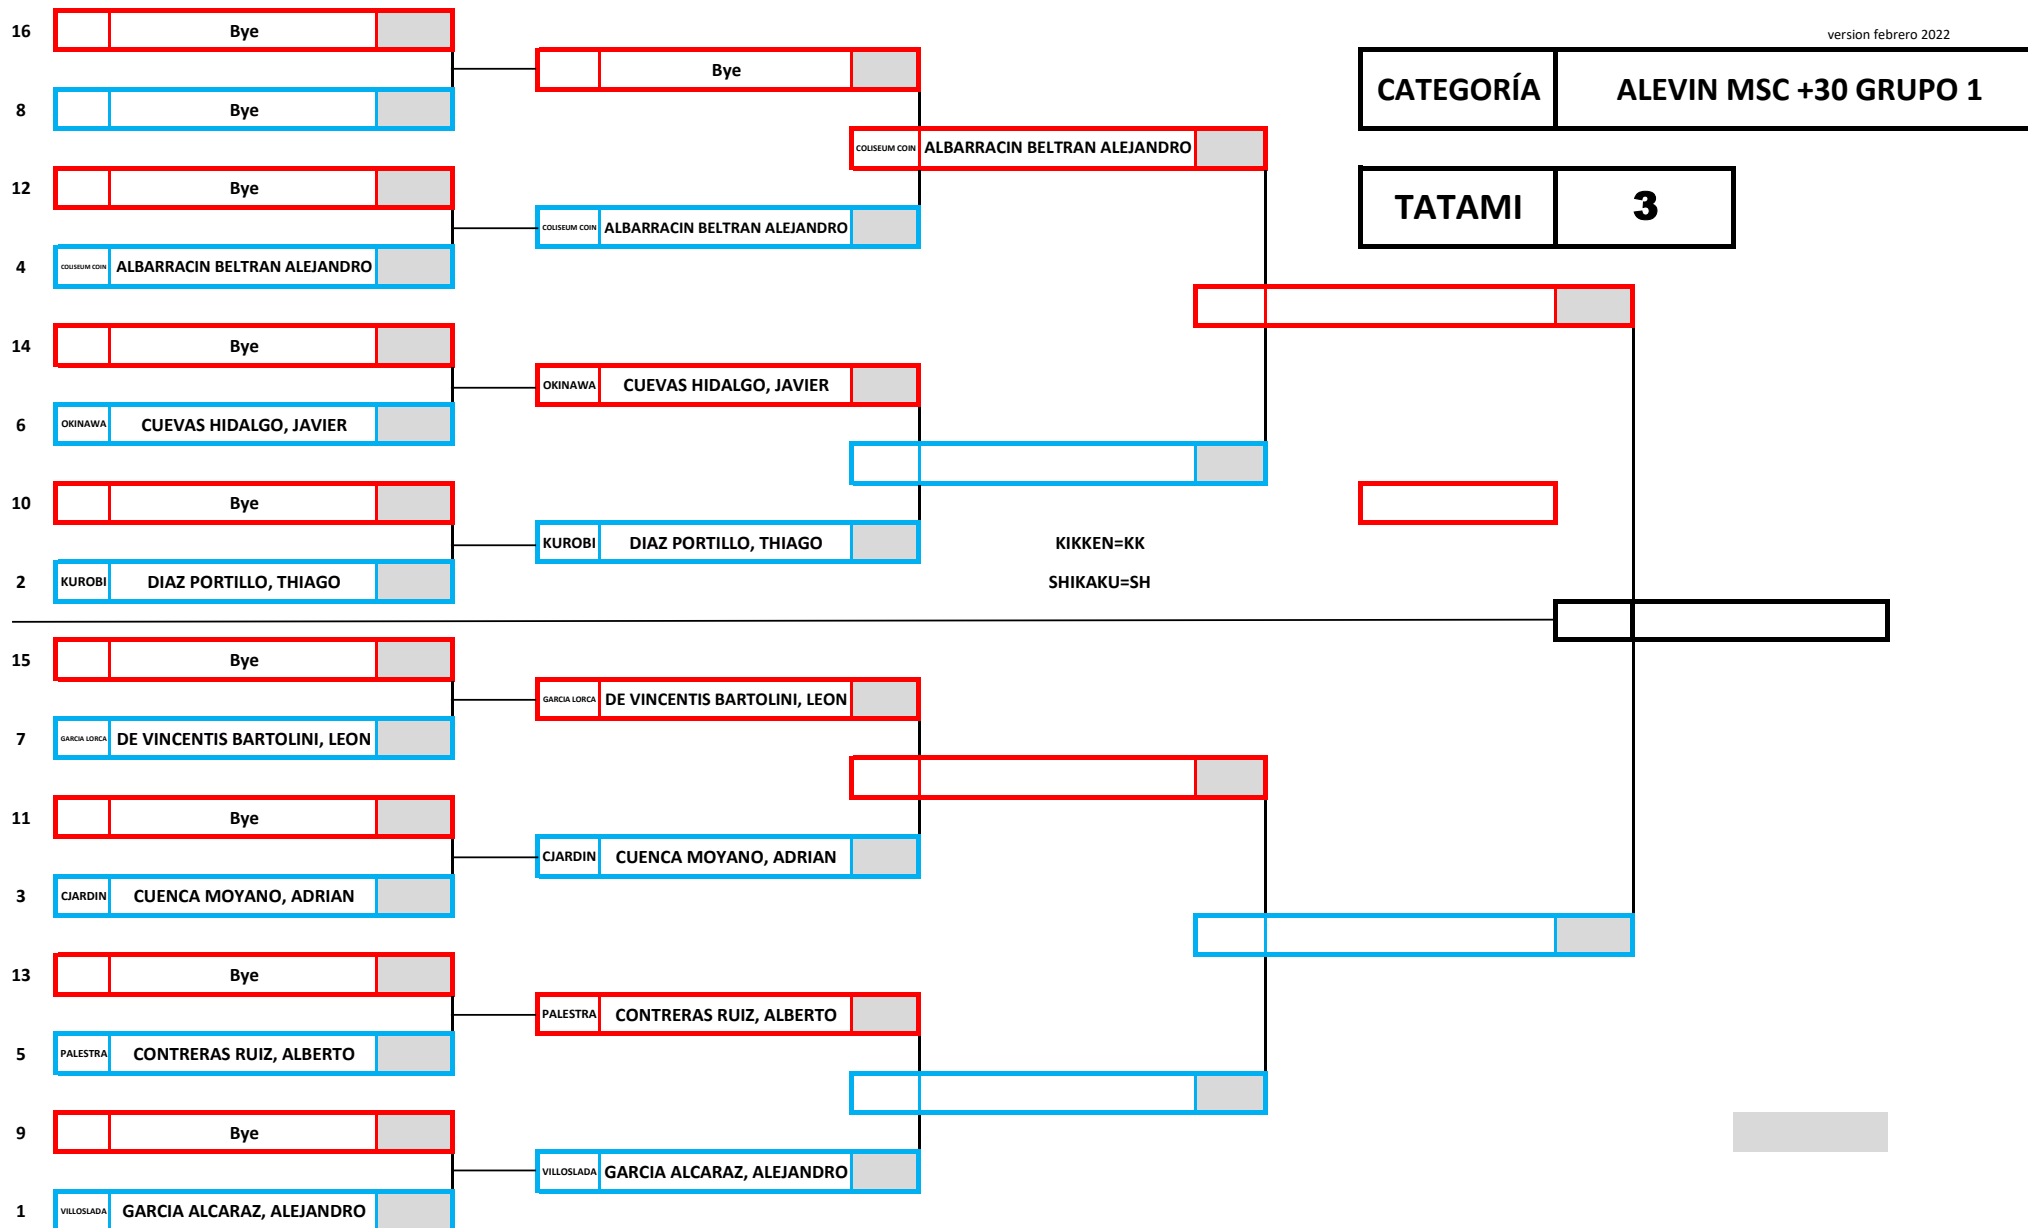 version febrero 2022
CATEGORÍA ALEVIN MSC +30 GRUPO 1
TATAMI 3
16 Bye
8 Bye
12 Bye
4 COLISEUM COIN ALBARRACIN BELTRAN ALEJANDRO
14 Bye
6 OKINAWA CUEVAS HIDALGO, JAVIER
10 Bye
2 KUROBI DIAZ PORTILLO, THIAGO
15 Bye
7 GARCIA LORCA DE VINCENTIS BARTOLINI, LEON
11 Bye
3 CJARDIN CUENCA MOYANO, ADRIAN
13 Bye
5 PALESTRA CONTRERAS RUIZ, ALBERTO
9 Bye
1 VILLOSLADA GARCIA ALCARAZ, ALEJANDRO
Bye
COLISEUM COIN ALBARRACIN BELTRAN ALEJANDRO
OKINAWA CUEVAS HIDALGO, JAVIER
KUROBI DIAZ PORTILLO, THIAGO
GARCIA LORCA DE VINCENTIS BARTOLINI, LEON
CJARDIN CUENCA MOYANO, ADRIAN
PALESTRA CONTRERAS RUIZ, ALBERTO
VILLOSLADA GARCIA ALCARAZ, ALEJANDRO
COLISEUM COIN ALBARRACIN BELTRAN ALEJANDRO
KIKKEN=KK
SHIKAKU=SH